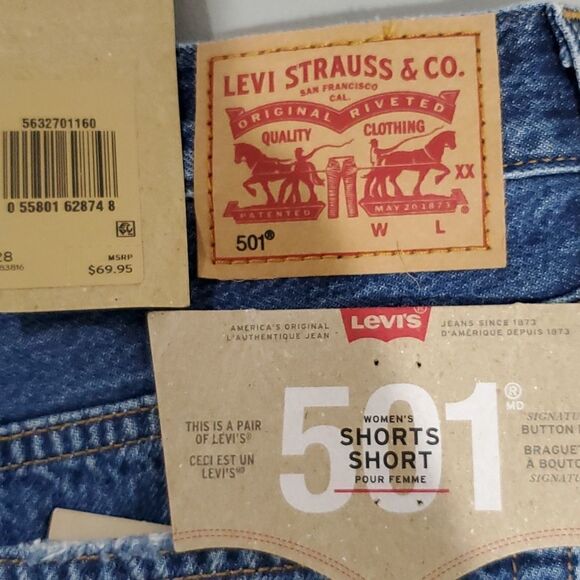 5632701160
0 55801 62874 8
28
83816
MSRP
$69.95
LEVI STRAUSS & CO.
SAN FRANCISCO
CAL.
ORIGINAL RIVETED
QUALITY CLOTHING
XX
PATENTED
MAY 20 1873
501®
W L
AMERICA'S ORIGINAL
L'AUTHENTIQUE JEAN
LEVI'S
JEANS SINCE 1873
D'AMÉRIQUE DEPUIS 1873
501® MD
THIS IS A PAIR
OF LEVI'S®
CECI EST UN
LEVI'S MD
WOMEN'S
SHORTS
SHORT
POUR FEMME
BUTTON
BRAGUET
À BOUTO